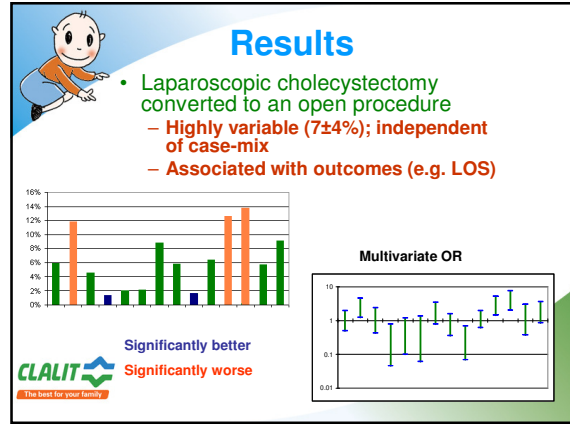 Results
• Laparoscopic cholecystectomy
converted to an open procedure
– Highly variable (7±4%); independent
of case-mix
– Associated with outcomes (e.g. LOS)
16%
14%
12%
10%
8%
6%
4%
2%
0%
Multivariate OR
10
1
0.1
0.01
Significantly better
Significantly worse
CLALIT
The best for your family